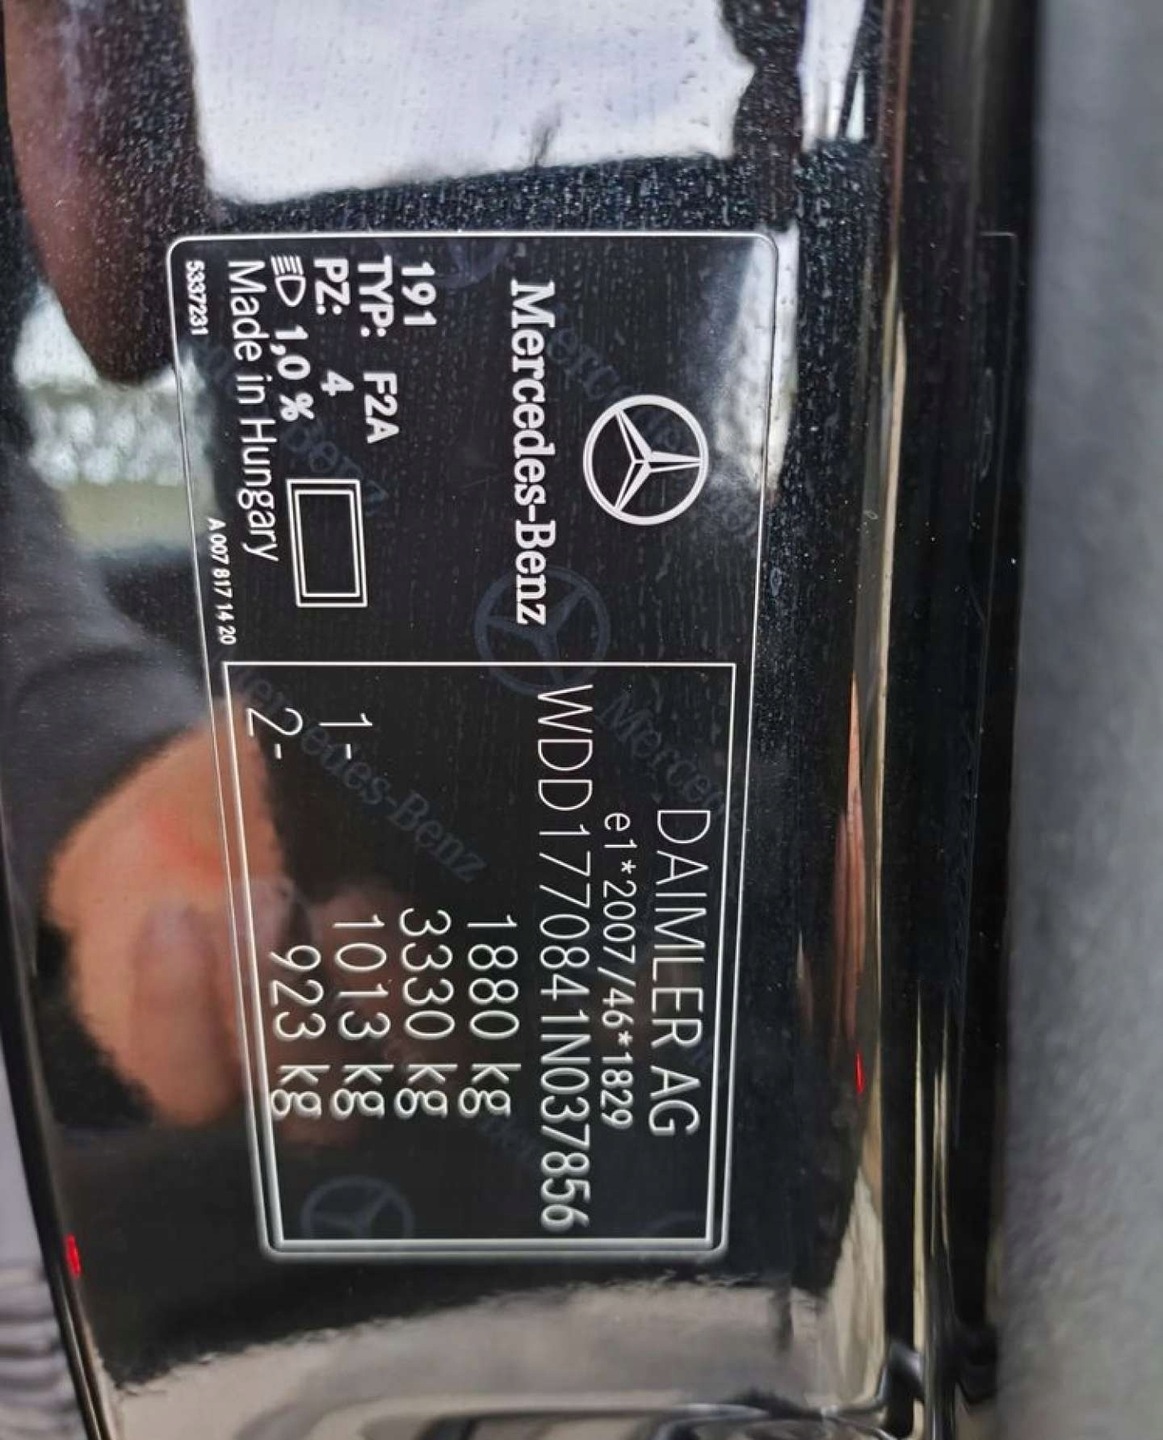 Mercedes-Benz
191
TYP: F2A
PZ: 4
1,0 %
Made in Hungary
5337231
A 007 817 14 20
DAIMLER AG
e1*2007/46*1829
WDD1770841N037856
1880 kg
3330 kg
1- 1013 kg
2- 923 kg